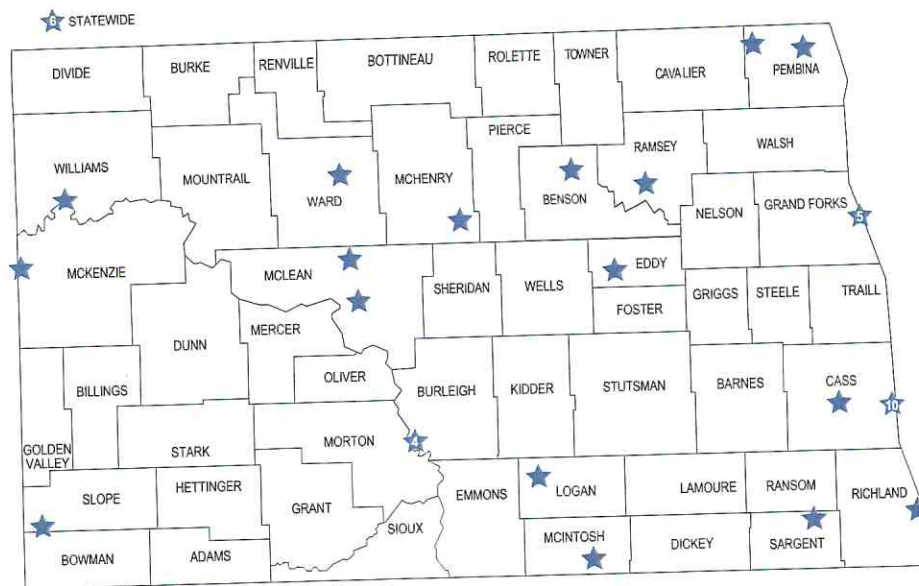 6 STATEWIDE
DIVIDE
BURKE
RENVILLE
BOTTINEAU
ROLETTE
TOWNER
CAVALIER
PEMBINA
WILLIAMS
MOUNTRAIL
WARD
MCHENRY
PIERCE
BENSON
RAMSEY
WALSH
NELSON
GRAND FORKS
5
MCKENZIE
MCLEAN
SHERIDAN
WELLS
EDDY
FOSTER
GRIGGS
STEELE
TRAILL
DUNN
MERCER
OLIVER
BILLINGS
BURLEIGH
KIDDER
STUTSMAN
BARNES
CASS
10
GOLDEN
VALLEY
STARK
MORTON
4
SLOPE
HETTINGER
GRANT
SIOUX
EMMONS
LOGAN
LAMOURE
RANSOM
RICHLAND
BOWMAN
ADAMS
MCINTOSH
DICKEY
SARGENT